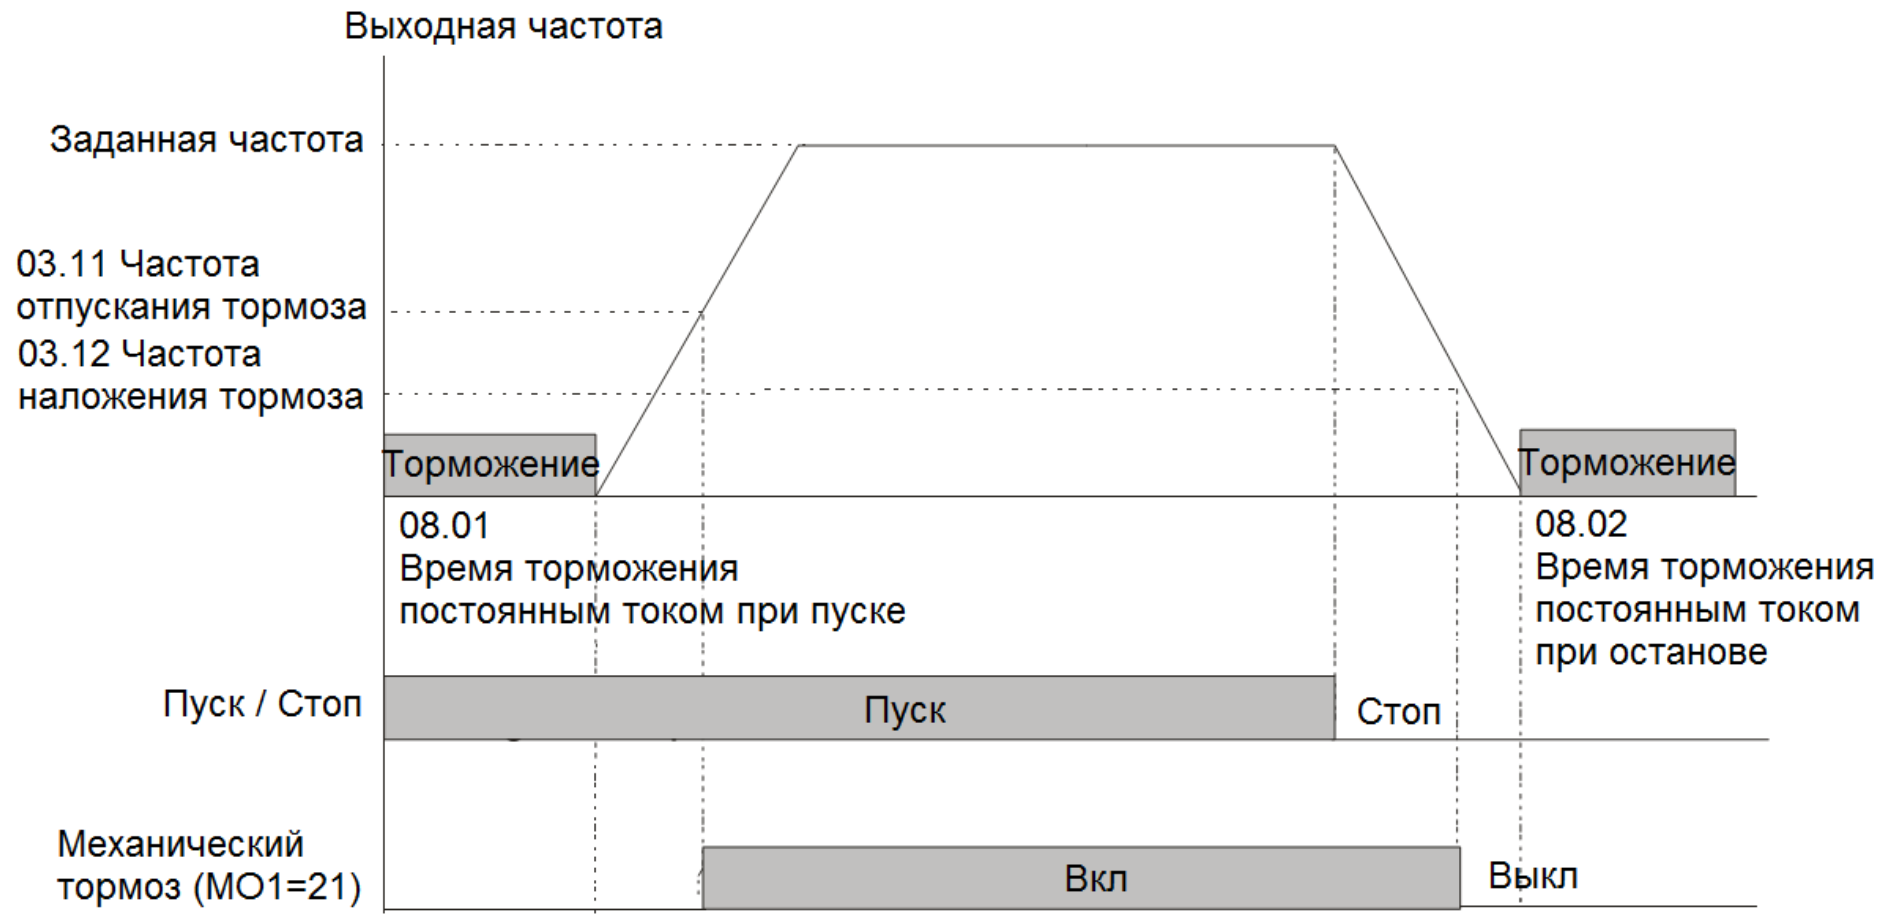 Выходная частота
Заданная частота
03.11 Частота
отпускания тормоза
03.12 Частота
наложения тормоза
Торможение
Торможение
08.01
Время торможения
постоянным током при пуске
08.02
Время торможения
постоянным током
при останове
Пуск / Стоп
Пуск
Стоп
Механический
тормоз (МО1=21)
Вкл
Выкл